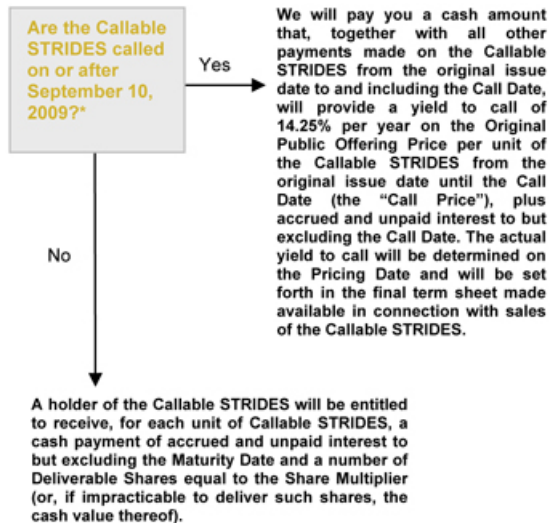 Are the Callable
STRIDES called
on or after
September 10,
2009?*
Yes
We will pay you a cash amount
that, together with all other
payments made on the Callable
STRIDES from the original issue
date to and including the Call Date,
will provide a yield to call of
14.25% per year on the Original
Public Offering Price per unit of
the Callable STRIDES from the
original issue date until the Call
Date (the “Call Price”), plus
accrued and unpaid interest to but
excluding the Call Date. The actual
yield to call will be determined on
the Pricing Date and will be set
forth in the final term sheet made
available in connection with sales
of the Callable STRIDES.
No
A holder of the Callable STRIDES will be entitled
to receive, for each unit of Callable STRIDES, a
cash payment of accrued and unpaid interest to
but excluding the Maturity Date and a number of
Deliverable Shares equal to the Share Multiplier
(or, if impracticable to deliver such shares, the
cash value thereof).